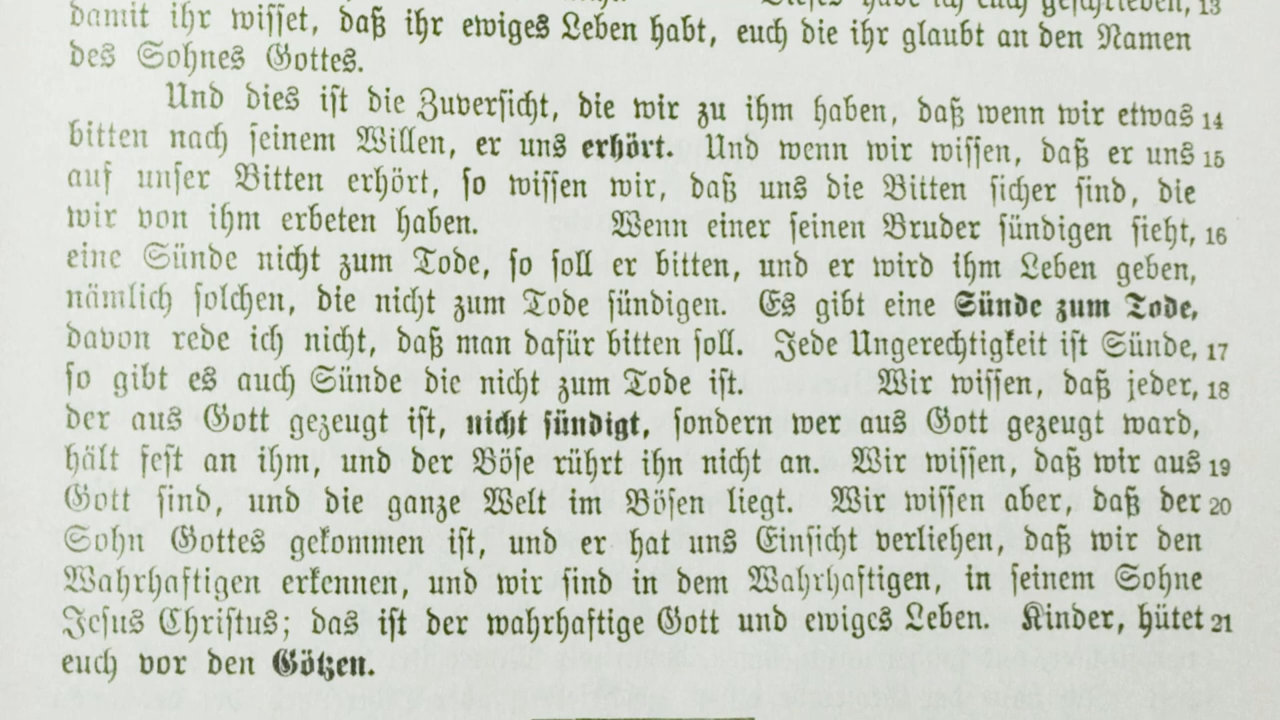 Dieses habe ich euch geschrieben, 13
damit ihr wisset, daß ihr ewiges Leben habt, euch die ihr glaubt an den Namen
des Sohnes Gottes.
Und dies ist die Zuversicht, die wir zu ihm haben, daß wenn wir etwas 14
bitten nach seinem Willen, er uns erhört. Und wenn wir wissen, daß er uns 15
auf unser Bitten erhört, so wissen wir, daß uns die Bitten sicher sind, die
wir von ihm erbeten haben. Wenn einer seinen Bruder sündigen sieht, 16
eine Sünde nicht zum Tode, so soll er bitten, und er wird ihm Leben geben,
nämlich solchen, die nicht zum Tode sündigen. Es gibt eine Sünde zum Tode,
davon rede ich nicht, daß man dafür bitten soll. Jede Ungerechtigkeit ist Sünde, 17
so gibt es auch Sünde die nicht zum Tode ist. Wir wissen, daß jeder, 18
der aus Gott gezeugt ist, nicht sündigt, sondern wer aus Gott gezeugt ward,
hält fest an ihm, und der Böse rührt ihn nicht an. Wir wissen, daß wir aus 19
Gott sind, und die ganze Welt im Bösen liegt. Wir wissen aber, daß der 20
Sohn Gottes gekommen ist, und er hat uns Einsicht verliehen, daß wir den
Wahrhaftigen erkennen, und wir sind in dem Wahrhaftigen, in seinem Sohne
Jesus Christus; das ist der wahrhaftige Gott und ewiges Leben. Kinder, hütet 21
euch vor den Götzen.